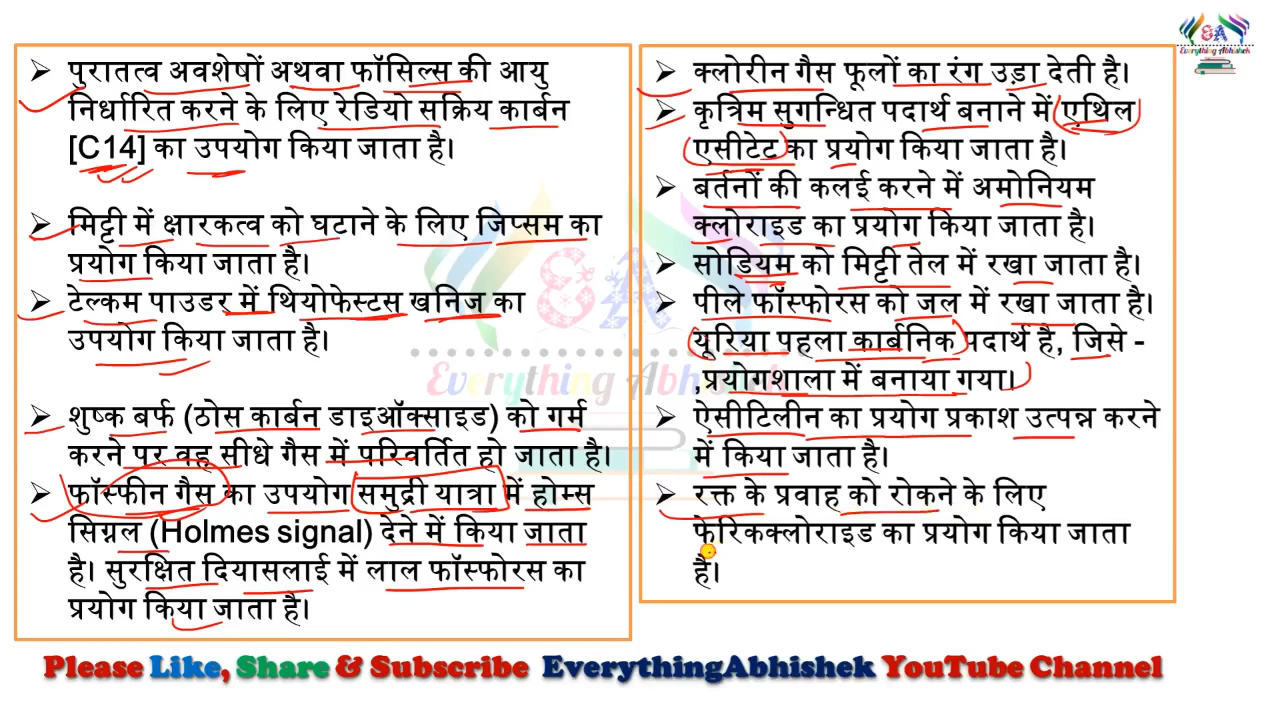 Everything Abhishek
➢ पुरातत्व अवशेषों अथवा फॉसिल्स की आयु
निर्धारित करने के लिए रेडियो सक्रिय कार्बन
[C14] का उपयोग किया जाता है।
➢ मिट्टी में क्षारकत्व को घटाने के लिए जिप्सम का
प्रयोग किया जाता है।
➢ टेल्कम पाउडर में थियोफेस्टस खनिज का
उपयोग किया जाता है।
➢ शुष्क बर्फ (ठोस कार्बन डाइऑक्साइड) को गर्म
करने पर वह सीधे गैस में परिवर्तित हो जाता है।
➢ फॉस्फीन गैस का उपयोग समुद्री यात्रा में होम्स
सिग्नल (Holmes signal) देने में किया जाता
है। सुरक्षित दियासलाई में लाल फॉस्फोरस का
प्रयोग किया जाता है।
➢ क्लोरीन गैस फूलों का रंग उड़ा देती है।
➢ कृत्रिम सुगन्धित पदार्थ बनाने में एथिल
एसीटेट का प्रयोग किया जाता है।
➢ बर्तनों की कलई करने में अमोनियम
क्लोराइड का प्रयोग किया जाता है।
➢ सोडियम को मिट्टी तेल में रखा जाता है।
➢ पीले फॉस्फोरस को जल में रखा जाता है।
यूरिया पहला कार्बनिक पदार्थ है, जिसे -
,प्रयोगशाला में बनाया गया।
➢ ऐसीटिलीन का प्रयोग प्रकाश उत्पन्न करने
में किया जाता है।
➢ रक्त के प्रवाह को रोकने के लिए
फेरिकक्लोराइड का प्रयोग किया जाता
है।
Everything Abhishek
Please Like, Share & Subscribe EverythingAbhishek YouTube Channel